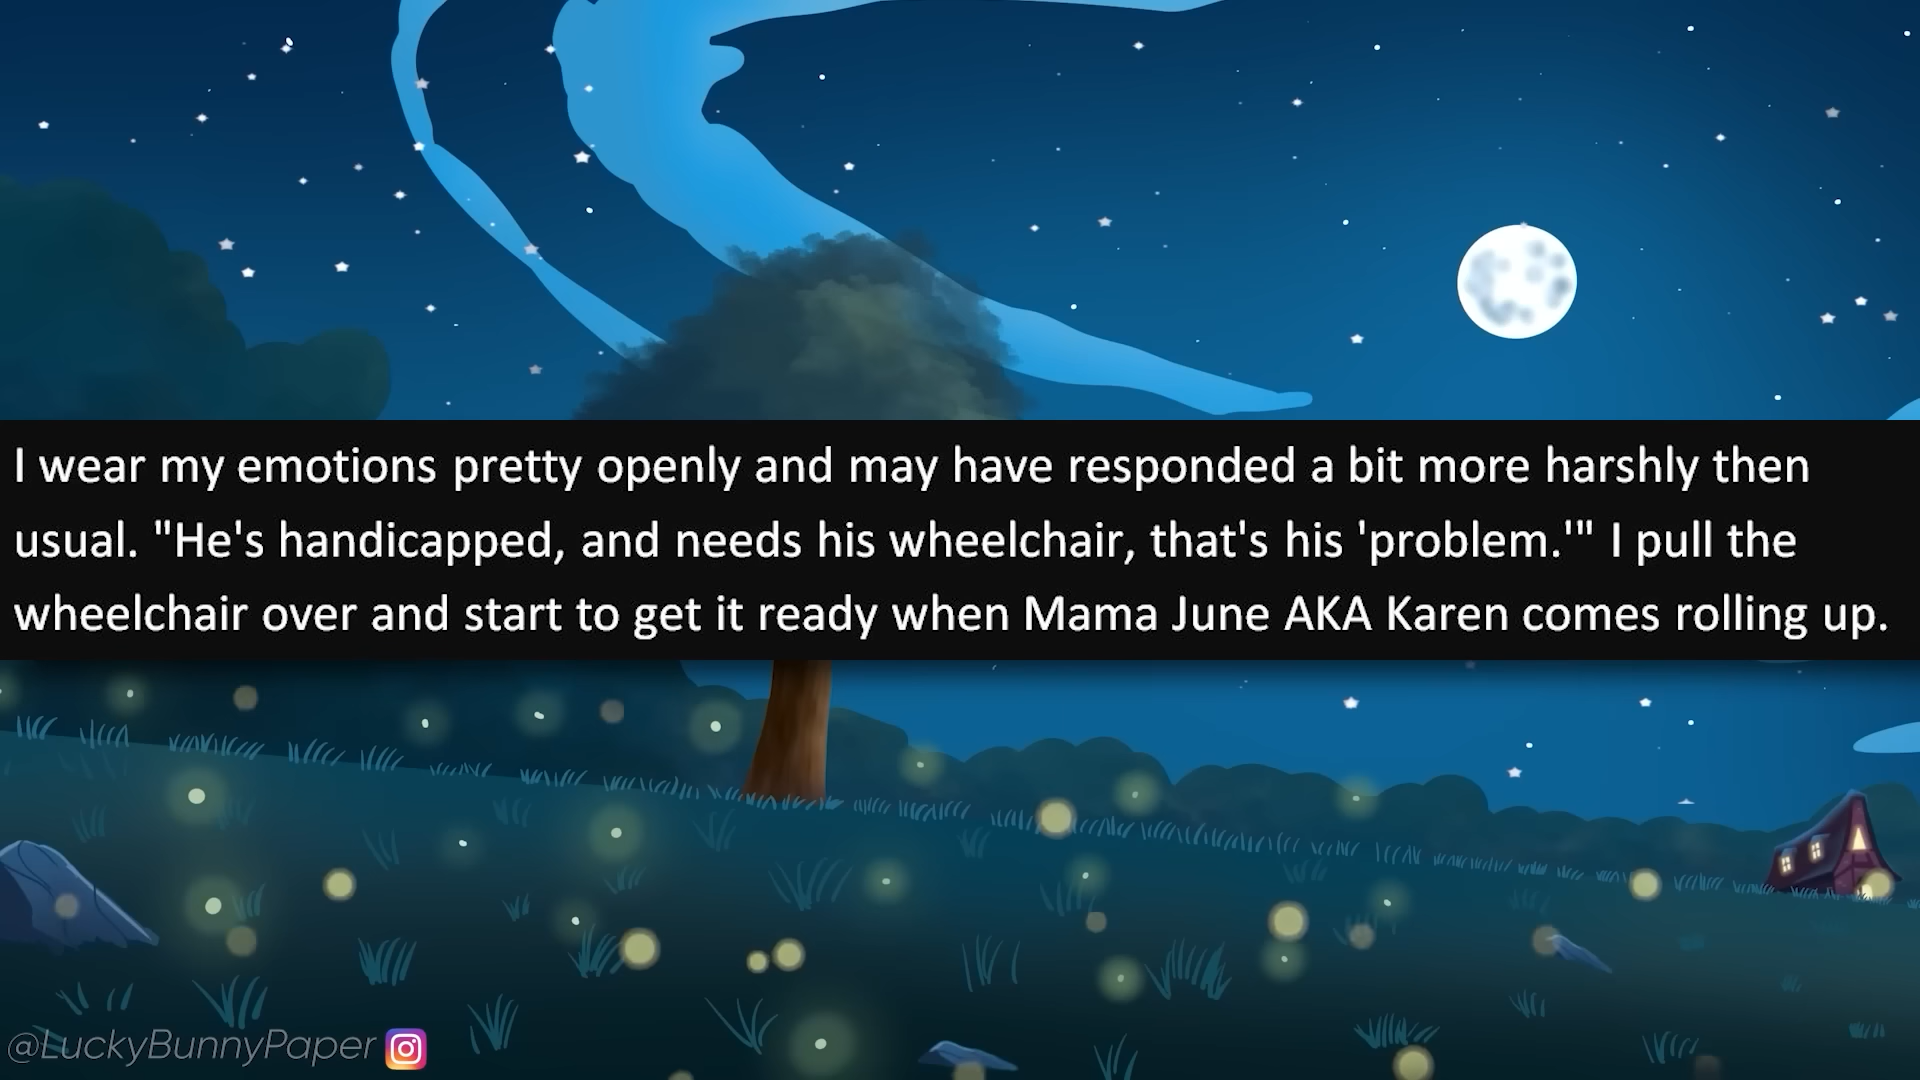 I wear my emotions pretty openly and may have responded a bit more harshly then
usual. "He's handicapped, and needs his wheelchair, that's his 'problem.'" I pull the
wheelchair over and start to get it ready when Mama June AKA Karen comes rolling up.
@LuckyBunnyPaper